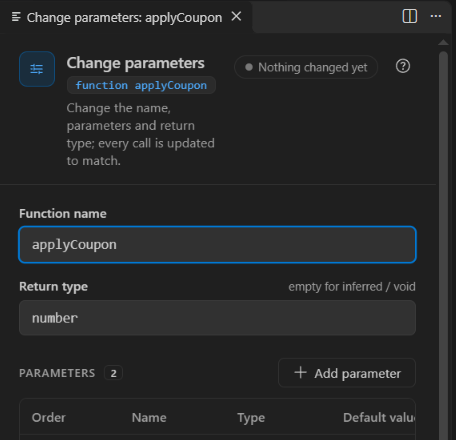 Change parameters: applyCoupon
Change parameters
Nothing changed yet
function applyCoupon
Change the name,
parameters and return
type; every call is updated
to match.
Function name
applyCoupon
Return type
empty for inferred / void
number
PARAMETERS 2
Add parameter
Order Name Type Default value